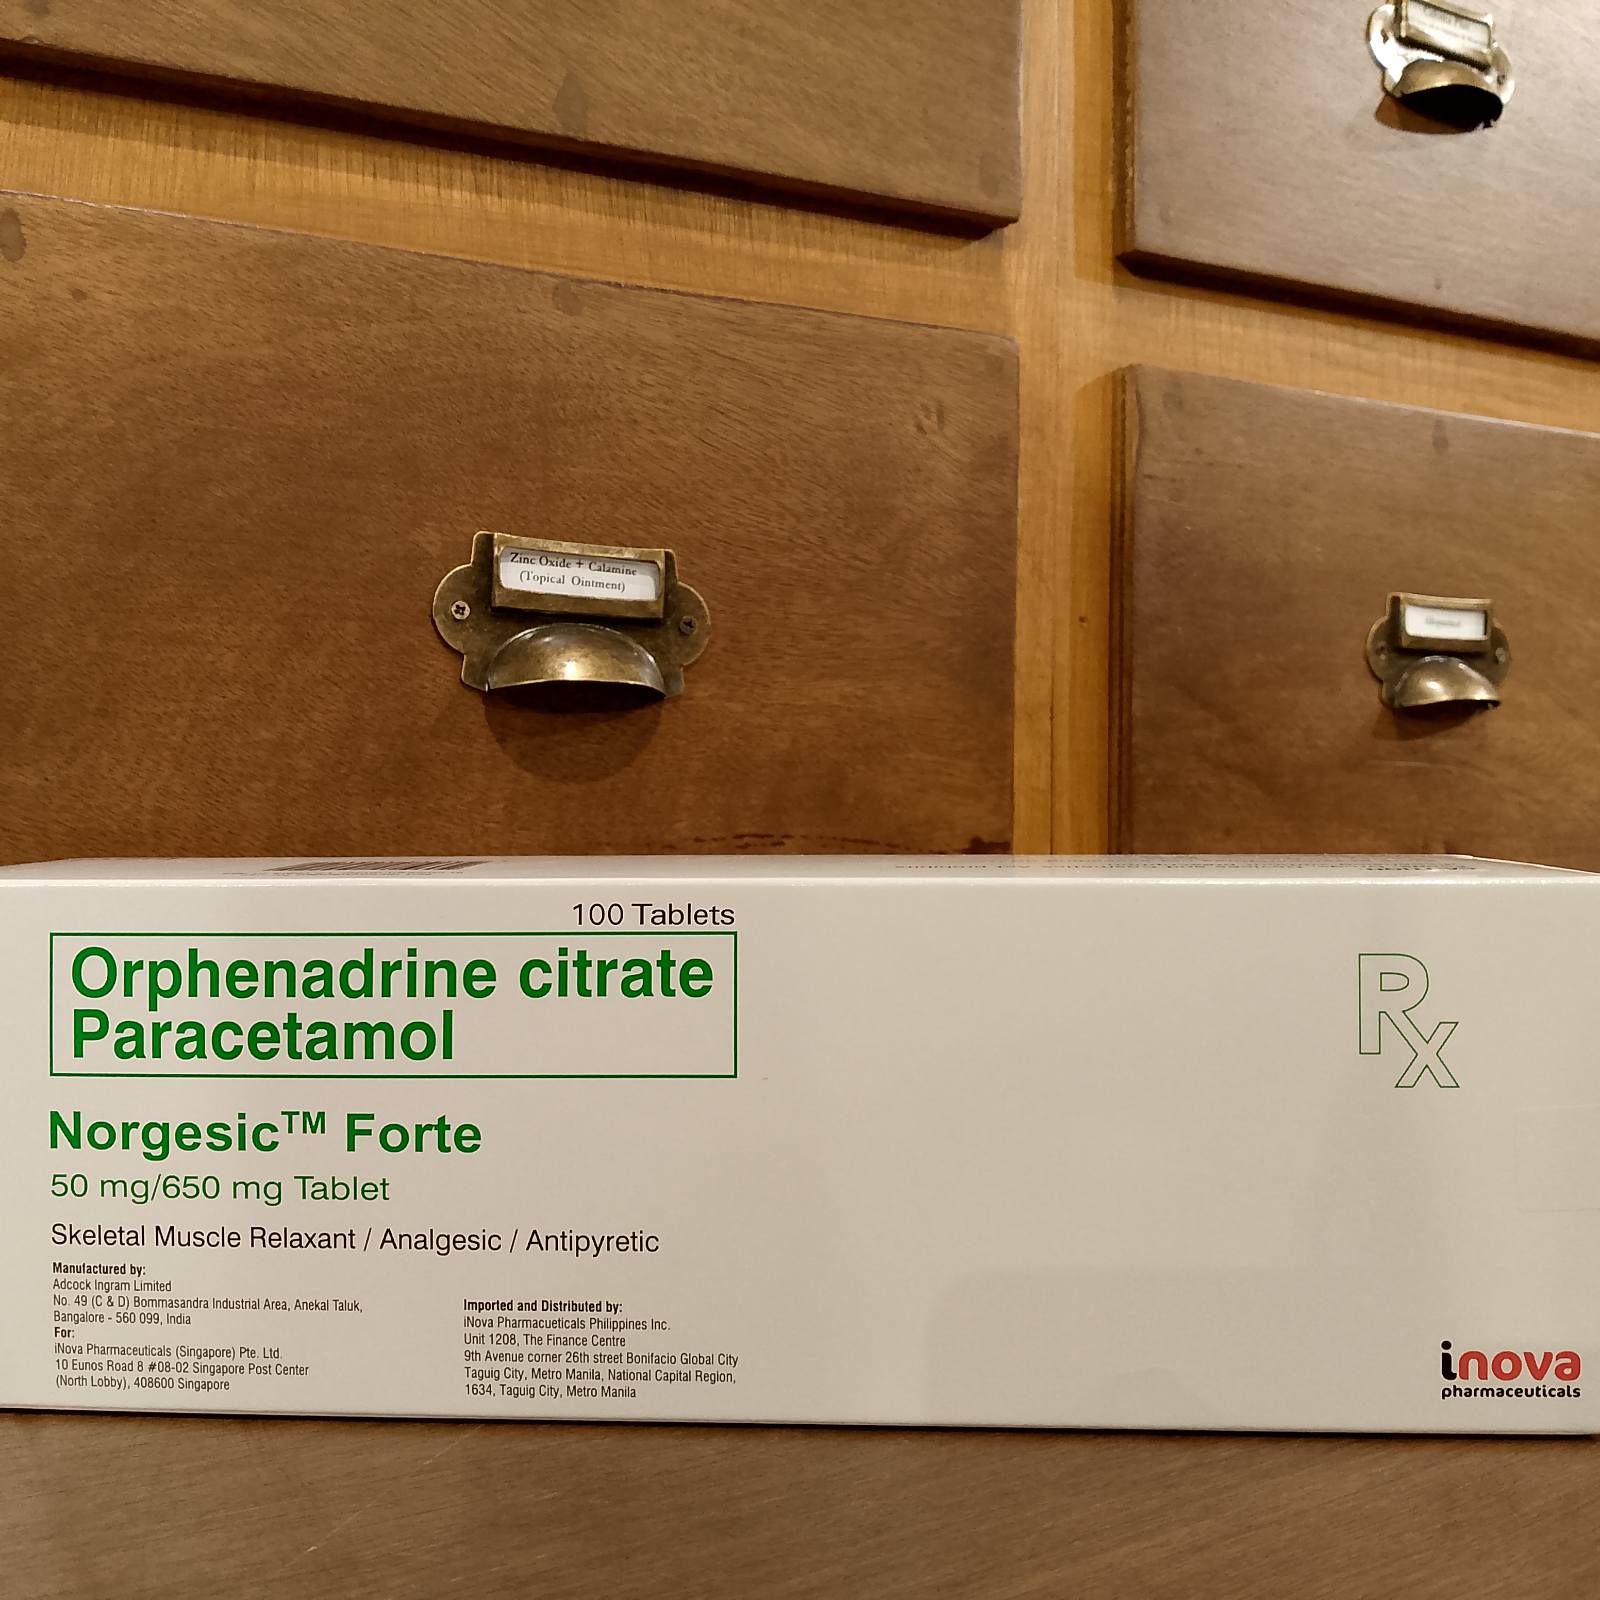 Zinc Oxide + Calamine
(Topical Ointment)
100 Tablets
Orphenadrine citrate
Paracetamol
Norgesic™ Forte
50 mg/650 mg Tablet
Skeletal Muscle Relaxant / Analgesic / Antipyretic
Manufactured by:
Adcock Ingram Limited
No. 49 (C & D) Bommasandra Industrial Area, Anekal Taluk,
Bangalore - 560 099, India
For:
iNova Pharmaceuticals (Singapore) Pte. Ltd.
10 Eunos Road 8 #08-02 Singapore Post Center
(North Lobby), 408600 Singapore
Imported and Distributed by:
iNova Pharmacueticals Philippines Inc.
Unit 1208, The Finance Centre
9th Avenue corner 26th street Bonifacio Global City
Taguig City, Metro Manila, National Capital Region,
1634, Taguig City, Metro Manila
Rx
inova
pharmaceuticals